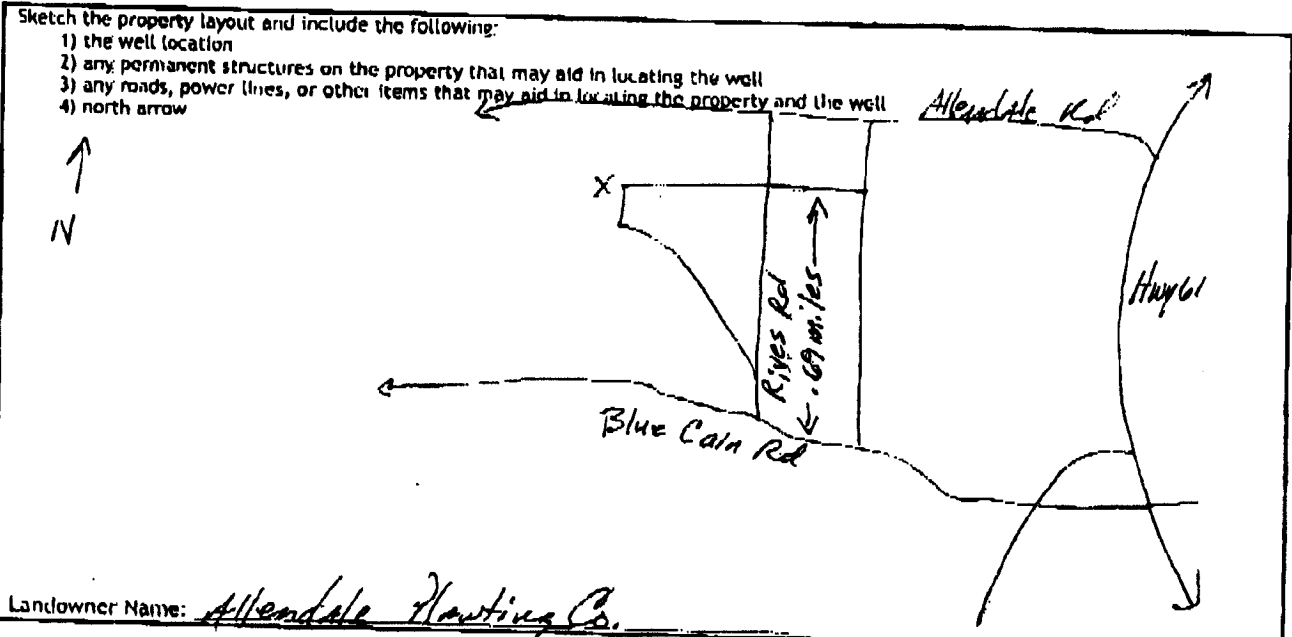 Sketch the property layout and include the following:
1) the well location
2) any permanent structures on the property that may aid in locating the well
3) any roads, power lines, or other items that may aid in locating the property and the well
4) north arrow
Allendale Rd
N
X
Hwy 61
Rives Rd
.69 miles
Blue Cain Rd
Landowner Name: Allendale Planting Co.